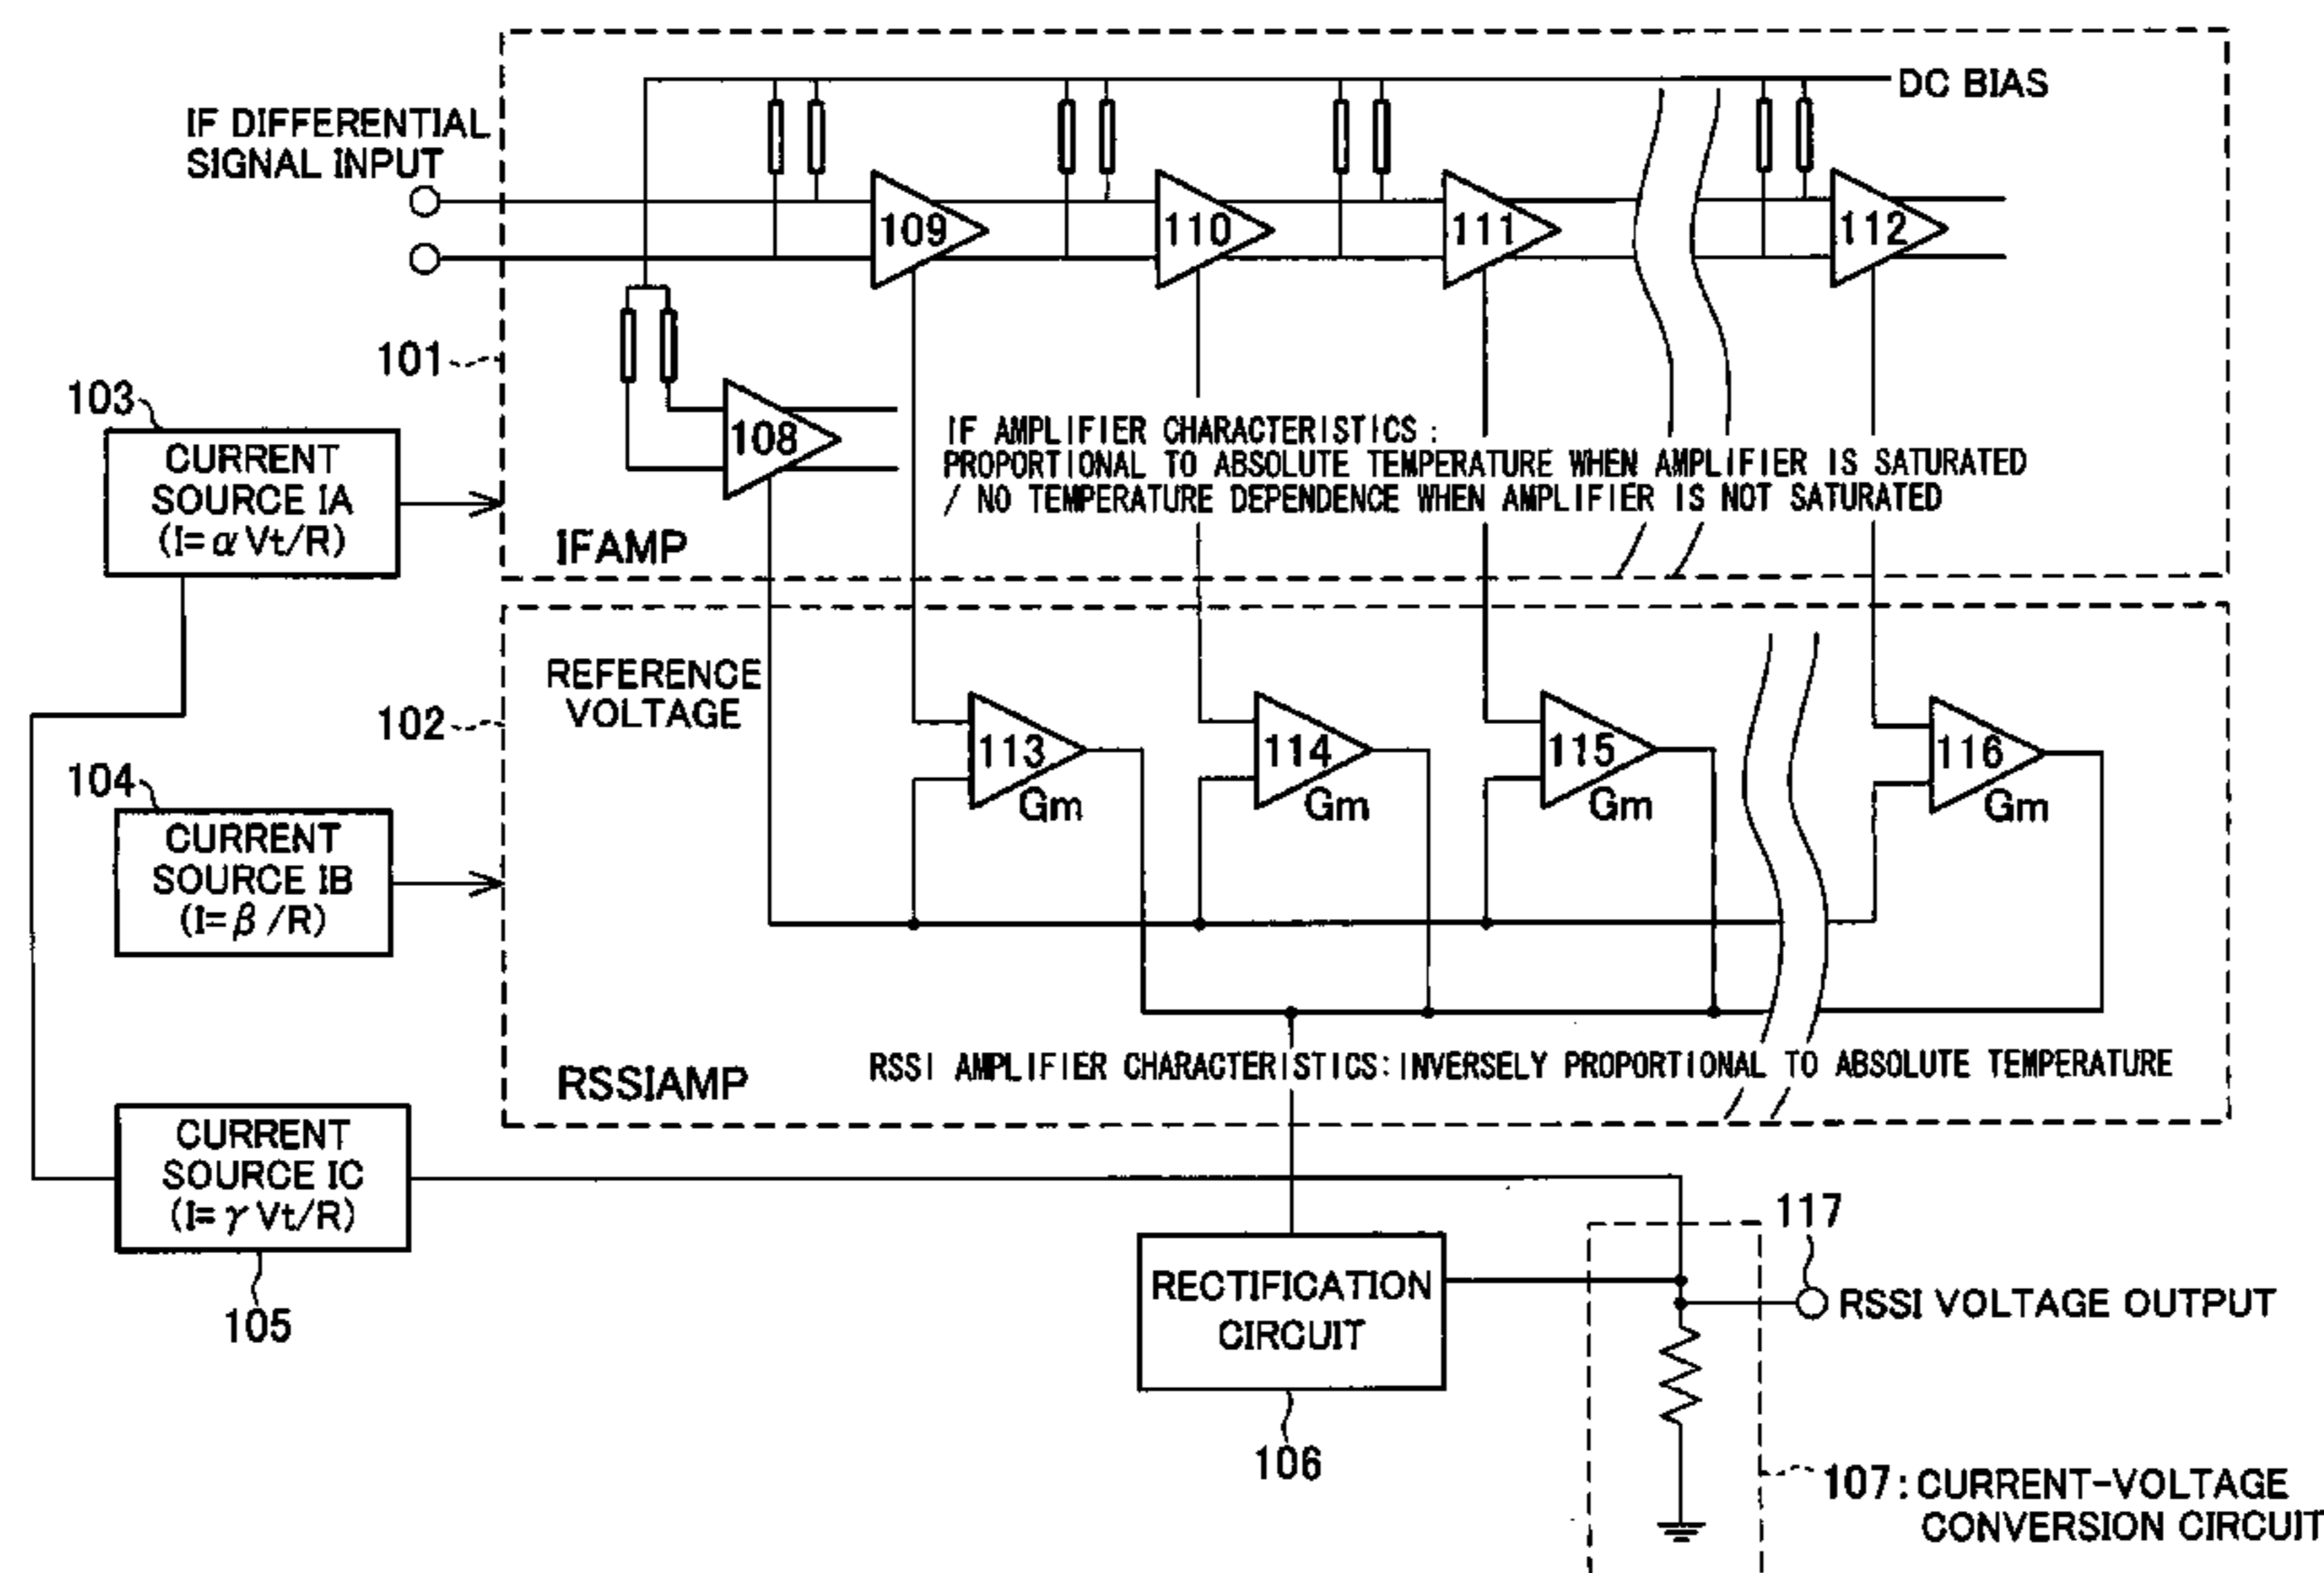 DC BIAS
IF DIFFERENTIAL
SIGNAL INPUT
109
110
111
112
101
103
CURRENT
SOURCE IA
(I=αVt/R)
108
IF AMPLIFIER CHARACTERISTICS:
PROPORTIONAL TO ABSOLUTE TEMPERATURE WHEN AMPLIFIER IS SATURATED
/ NO TEMPERATURE DEPENDENCE WHEN AMPLIFIER IS NOT SATURATED
IFAMP
REFERENCE
VOLTAGE
102
113
Gm
114
Gm
115
Gm
116
Gm
104
CURRENT
SOURCE IB
(I=β/R)
RSSI AMPLIFIER CHARACTERISTICS:INVERSELY PROPORTIONAL TO ABSOLUTE TEMPERATURE
RSSIAMP
CURRENT
SOURCE IC
(I=γVt/R)
105
117
RECTIFICATION
CIRCUIT
RSSI VOLTAGE OUTPUT
106
107:CURRENT-VOLTAGE
CONVERSION CIRCUIT